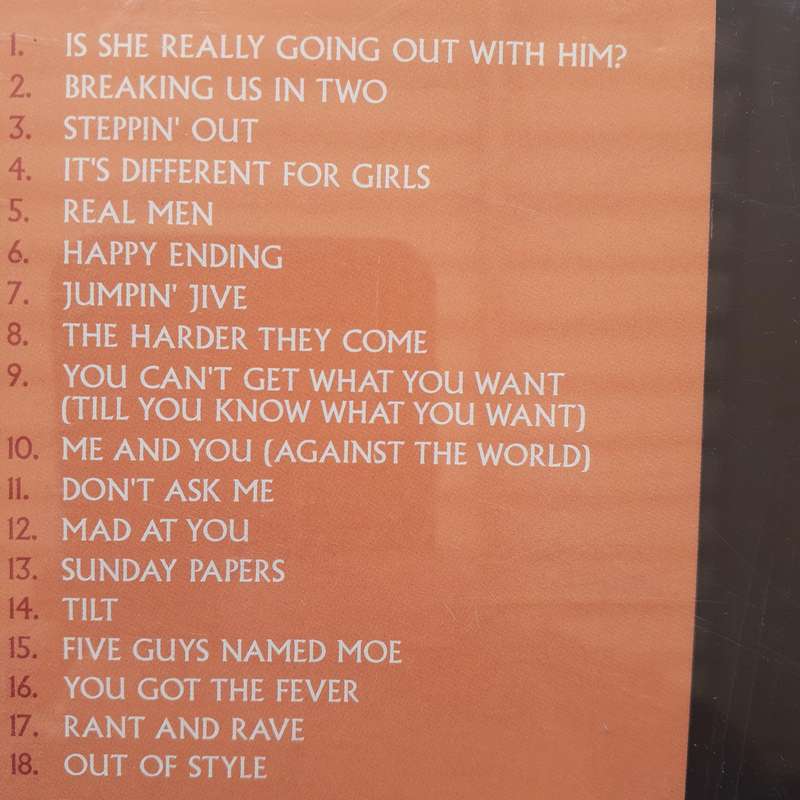 1. IS SHE REALLY GOING OUT WITH HIM?
2. BREAKING US IN TWO
3. STEPPIN' OUT
4. IT'S DIFFERENT FOR GIRLS
5. REAL MEN
6. HAPPY ENDING
7. JUMPIN' JIVE
8. THE HARDER THEY COME
9. YOU CAN'T GET WHAT YOU WANT
(TILL YOU KNOW WHAT YOU WANT)
10. ME AND YOU (AGAINST THE WORLD)
11. DON'T ASK ME
12. MAD AT YOU
13. SUNDAY PAPERS
14. TILT
15. FIVE GUYS NAMED MOE
16. YOU GOT THE FEVER
17. RANT AND RAVE
18. OUT OF STYLE